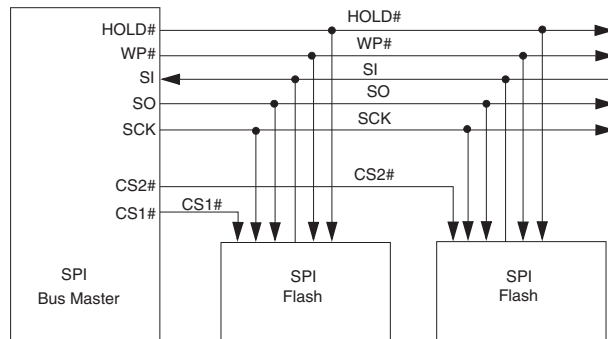 HOLD#
HOLD#
WP#
WP#
SI
SI
SO
SO
SCK
SCK
CS2#
CS2#
CS1#
CS1#
SPI
Bus Master
SPI
Flash
SPI
Flash